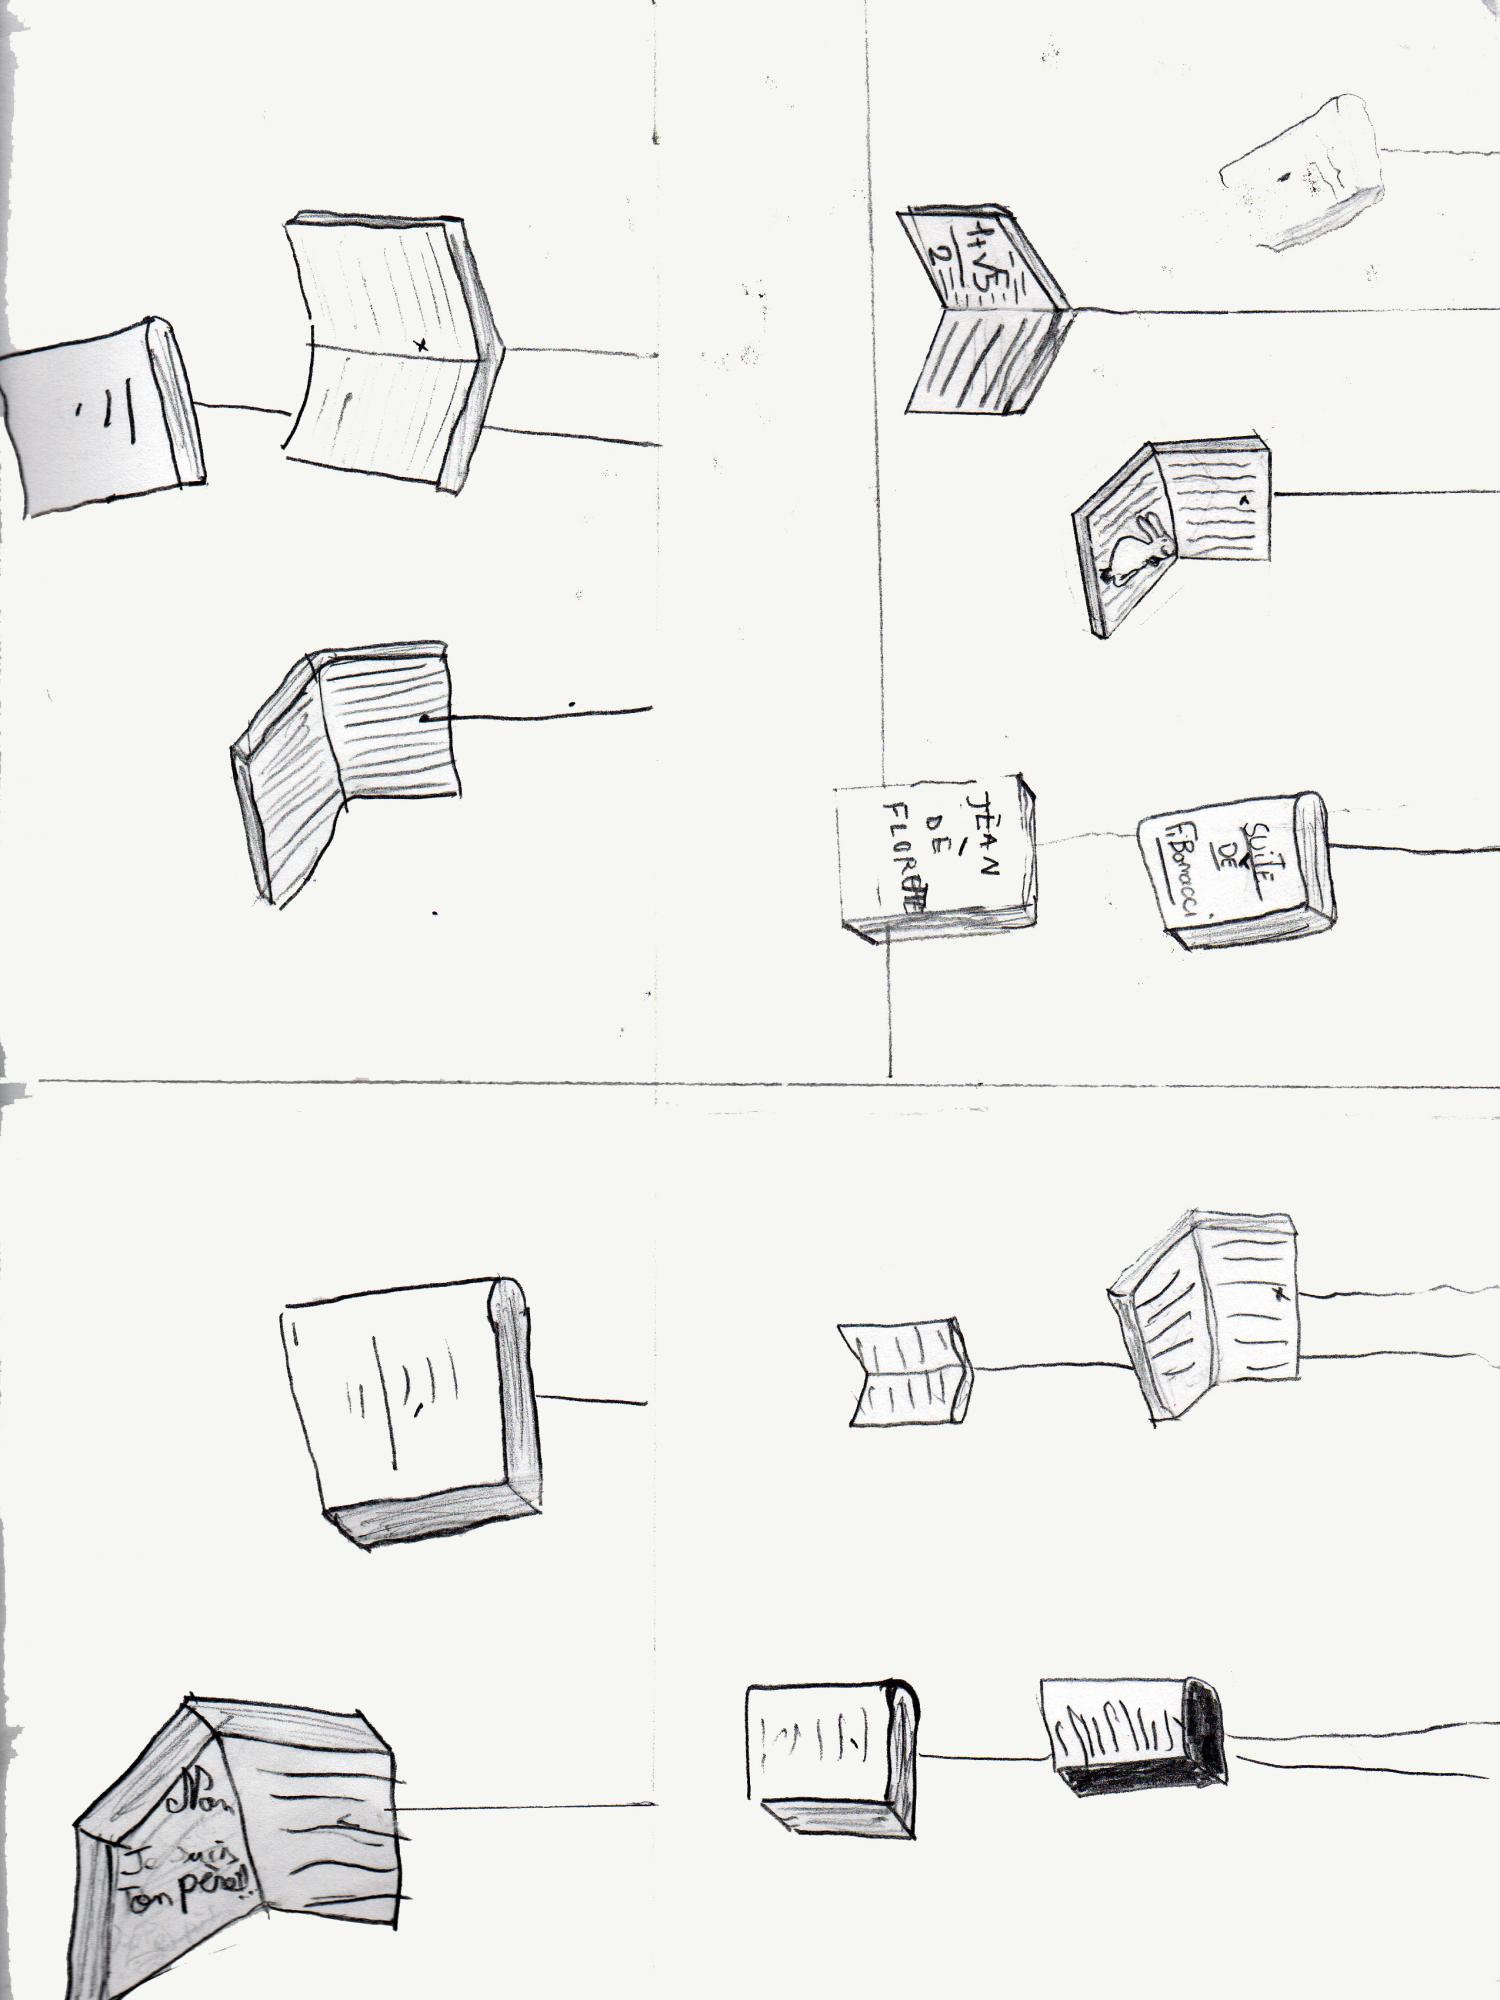 1+√5
2
JEAN
DE
FLORETTE
SUITE
DE
FiBonacci
Non
Je suis
Ton père!!